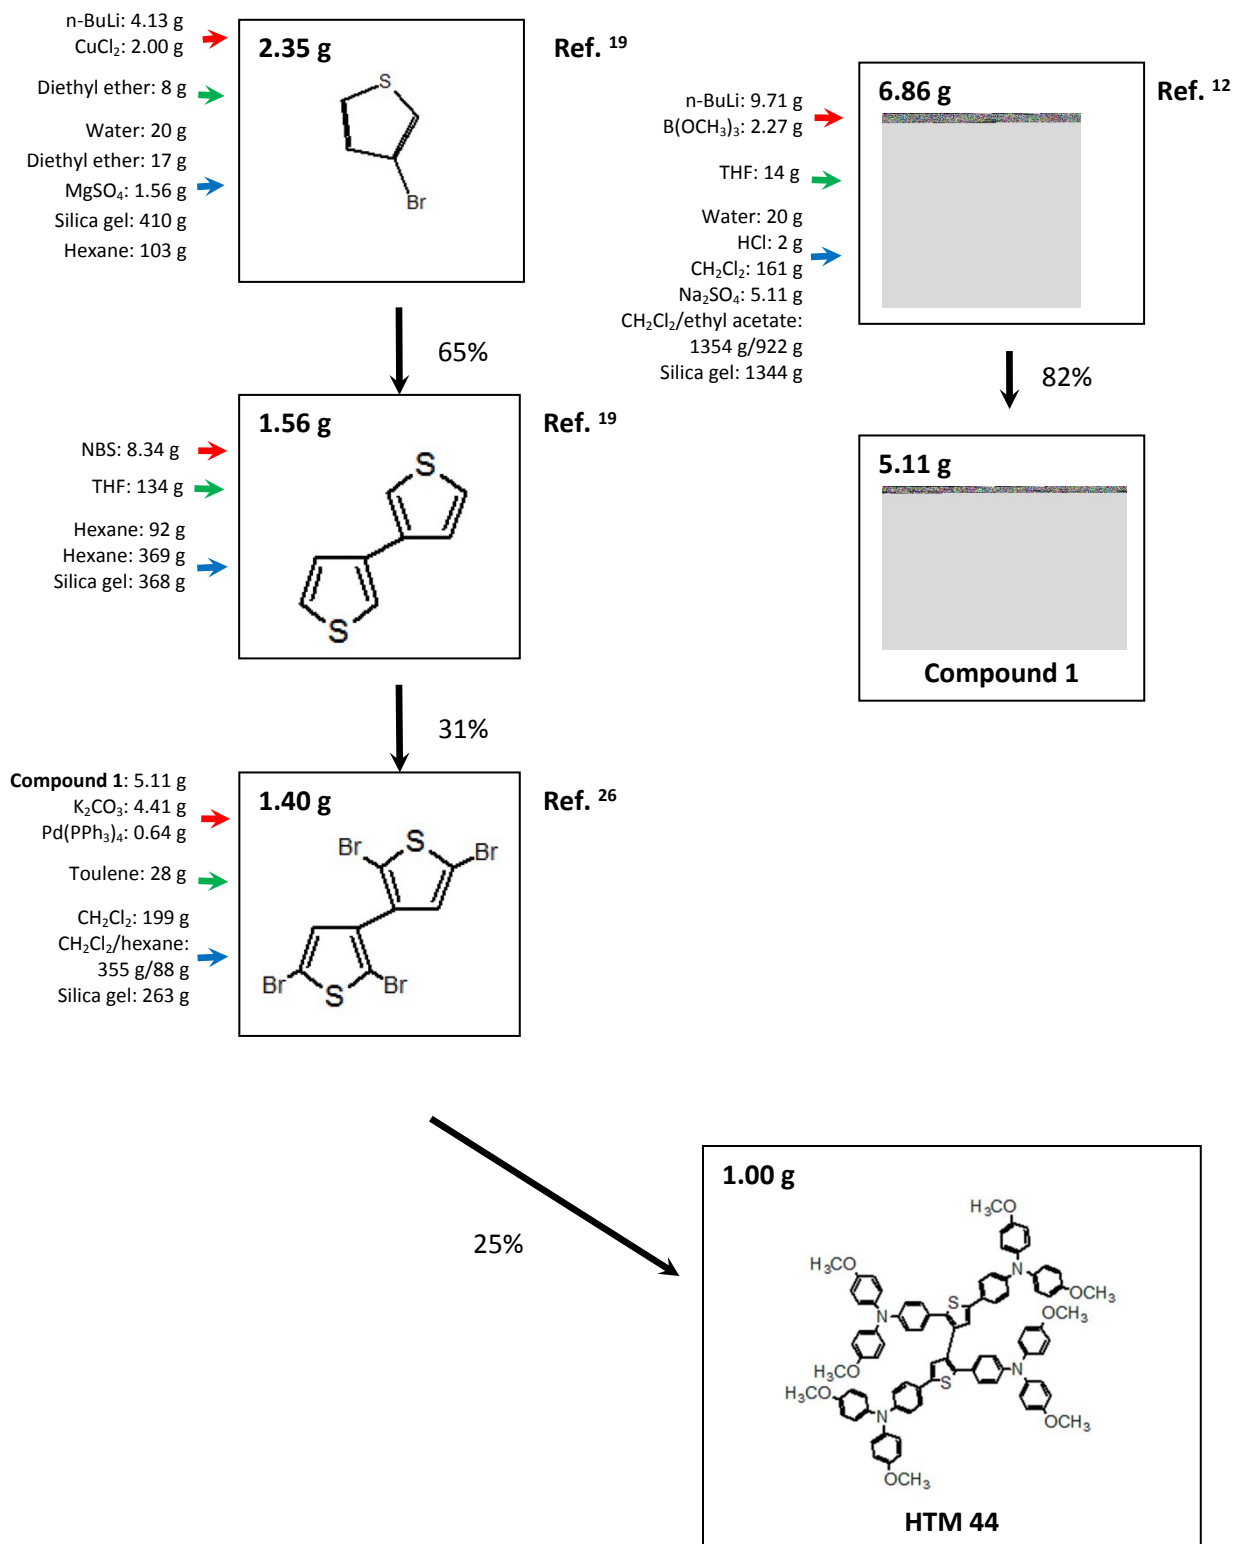 n-BuLi: 4.13 g
CuCl₂: 2.00 g
Diethyl ether: 8 g
Water: 20 g
Diethyl ether: 17 g
MgSO₄: 1.56 g
Silica gel: 410 g
Hexane: 103 g
2.35 g
S
Br
Ref. ¹⁹
65%
NBS: 8.34 g
THF: 134 g
Hexane: 92 g
Hexane: 369 g
Silica gel: 368 g
1.56 g
S
S
Ref. ¹⁹
31%
Compound 1: 5.11 g
K₂CO₃: 4.41 g
Pd(PPh₃)₄: 0.64 g
Toulene: 28 g
CH₂Cl₂: 199 g
CH₂Cl₂/hexane:
355 g/88 g
Silica gel: 263 g
1.40 g
Br S Br
Br S Br
Ref. ²⁶
n-BuLi: 9.71 g
B(OCH₃)₃: 2.27 g
THF: 14 g
Water: 20 g
HCl: 2 g
CH₂Cl₂: 161 g
Na₂SO₄: 5.11 g
CH₂Cl₂/ethyl acetate:
1354 g/922 g
Silica gel: 1344 g
6.86 g
Ref. ¹²
82%
5.11 g
Compound 1
25%
1.00 g
H₃CO
H₃CO
N
OCH₃
S
N
H₃CO
H₃CO
S
N
H₃CO
OCH₃
N
OCH₃
HTM 44